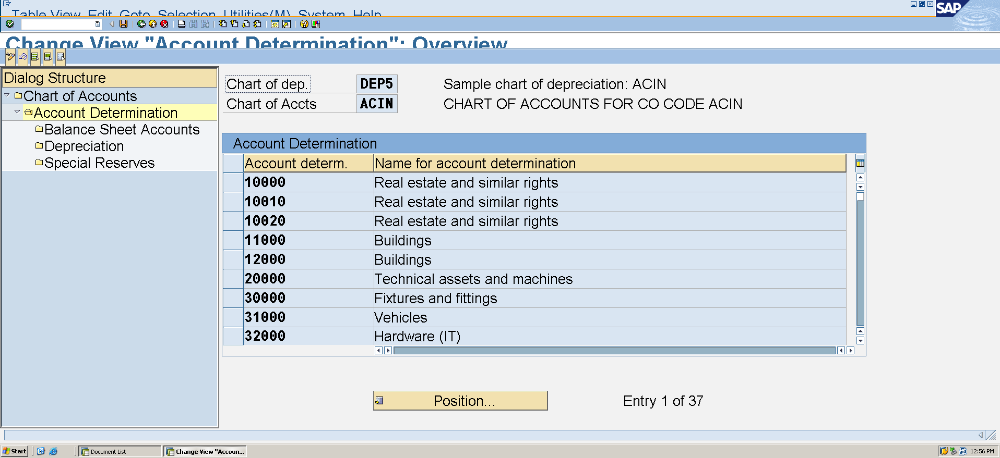 Table View Edit Goto Selection Utilities(M) System Help
SAP
Change View "Account Determination": Overview
Dialog Structure
Chart of Accounts
Account Determination
Balance Sheet Accounts
Depreciation
Special Reserves
Chart of dep. DEP5 Sample chart of depreciation: ACIN
Chart of Accts ACIN CHART OF ACCOUNTS FOR CO CODE ACIN
Account Determination
Account determ. Name for account determination
10000 Real estate and similar rights
10010 Real estate and similar rights
10020 Real estate and similar rights
11000 Buildings
12000 Buildings
20000 Technical assets and machines
30000 Fixtures and fittings
31000 Vehicles
32000 Hardware (IT)
Position... Entry 1 of 37
Start Document List Change View "Accoun... 12:56 PM